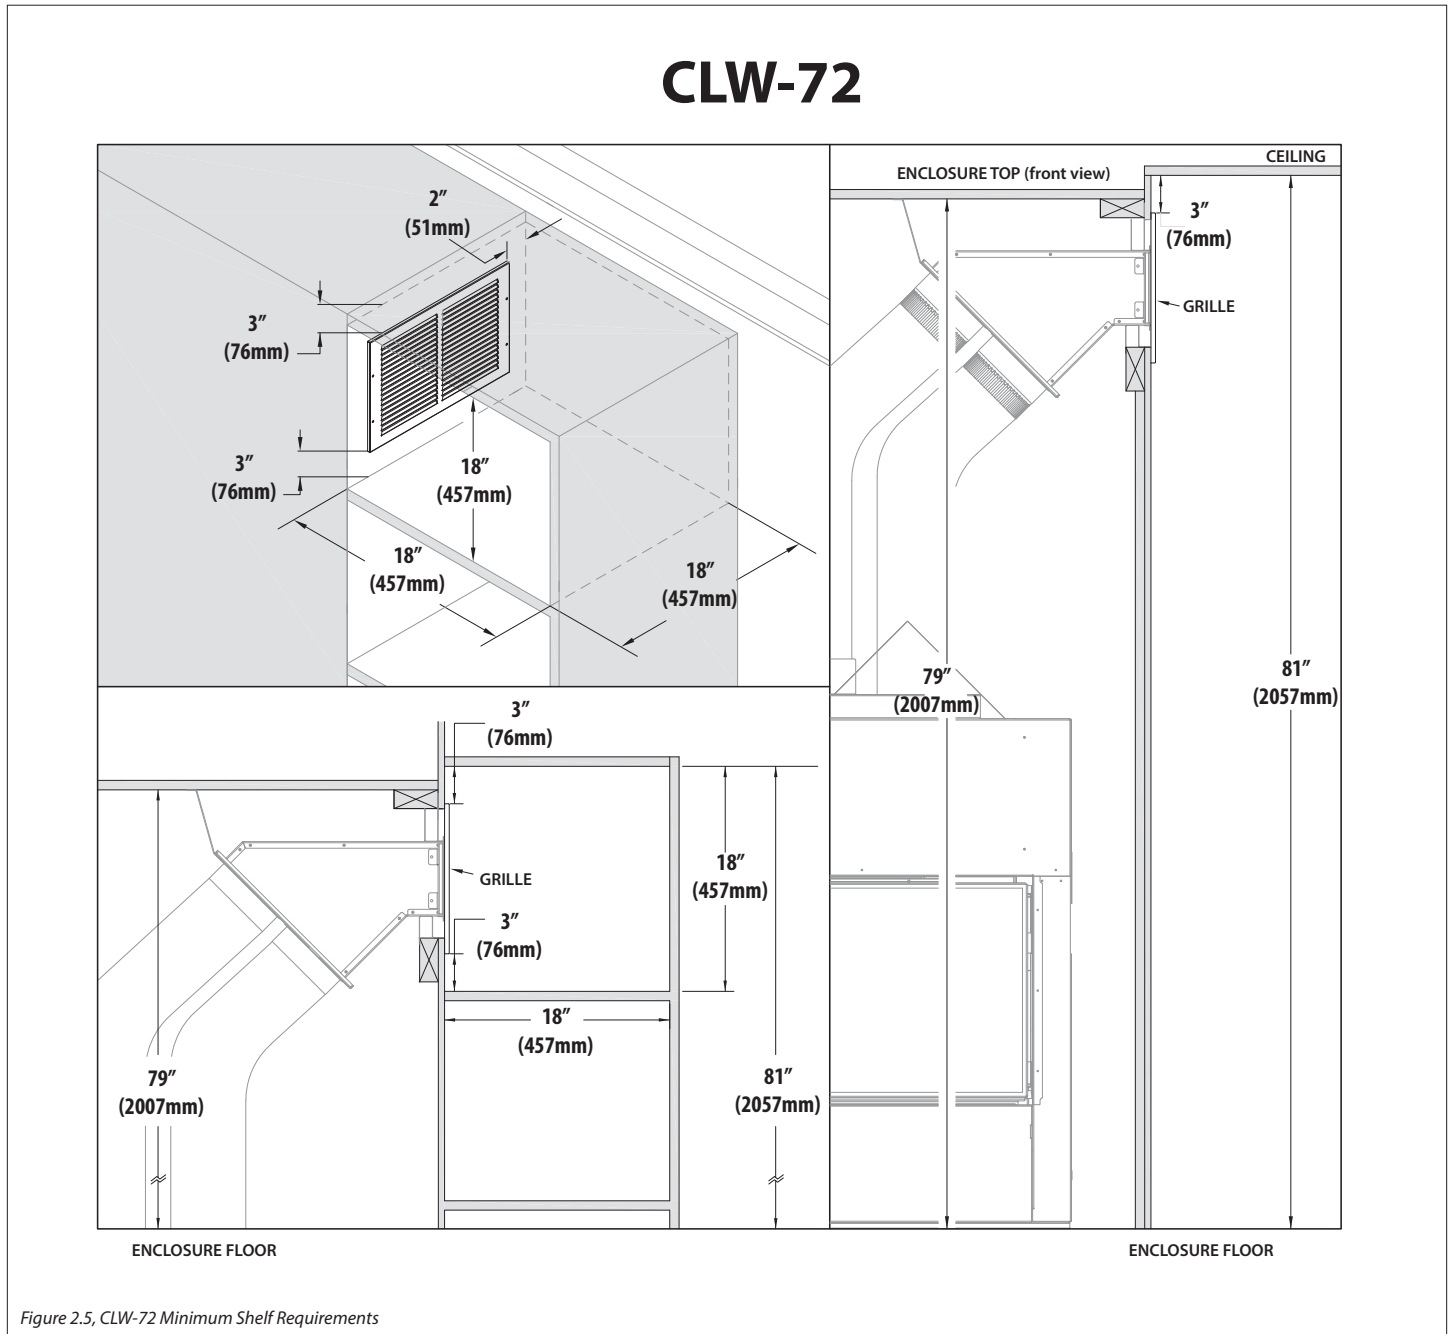 CLW-72
2”
(51mm)
3”
(76mm)
3”
(76mm)
18”
(457mm)
18”
(457mm)
18”
(457mm)
ENCLOSURE TOP (front view)
CEILING
3”
(76mm)
GRILLE
79”
(2007mm)
81”
(2057mm)
3”
(76mm)
GRILLE
3”
(76mm)
18”
(457mm)
18”
(457mm)
79”
(2007mm)
81”
(2057mm)
ENCLOSURE FLOOR
ENCLOSURE FLOOR
Figure 2.5, CLW-72 Minimum Shelf Requirements